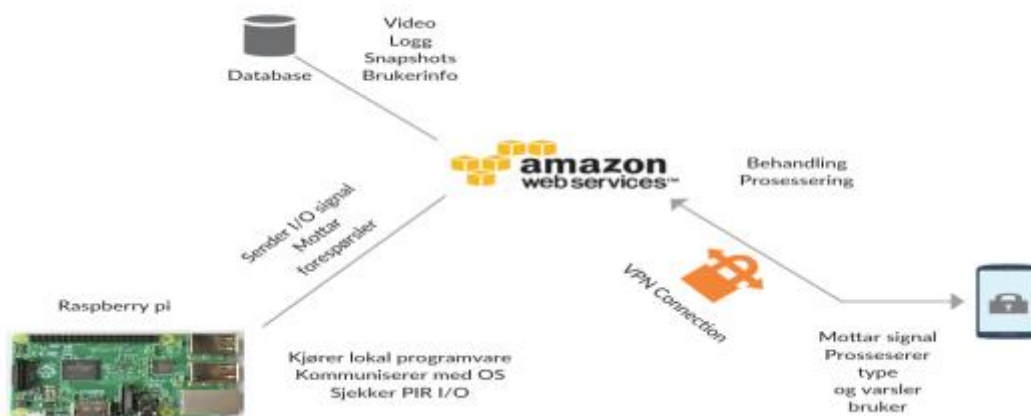 Video
Logg
Snapshots
Brukerinfo
Database
amazon
web services™
Behandling
Prosessering
Sender I/O signal
Mottar
forespørsler
VPN Connection
Raspberry pi
Kjører lokal programvare
Kommuniserer med OS
Sjekker PIR I/O
Mottar signal
Prosseserer
type
og varsler
bruker